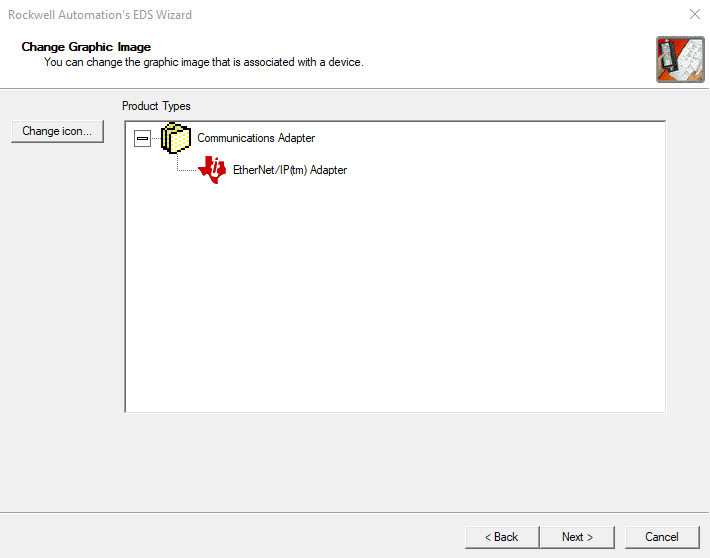 Rockwell Automation's EDS Wizard
Change Graphic Image
You can change the graphic image that is associated with a device.
Product Types
Change icon...
Communications Adapter
EtherNet/IP(tm) Adapter
< Back
Next >
Cancel